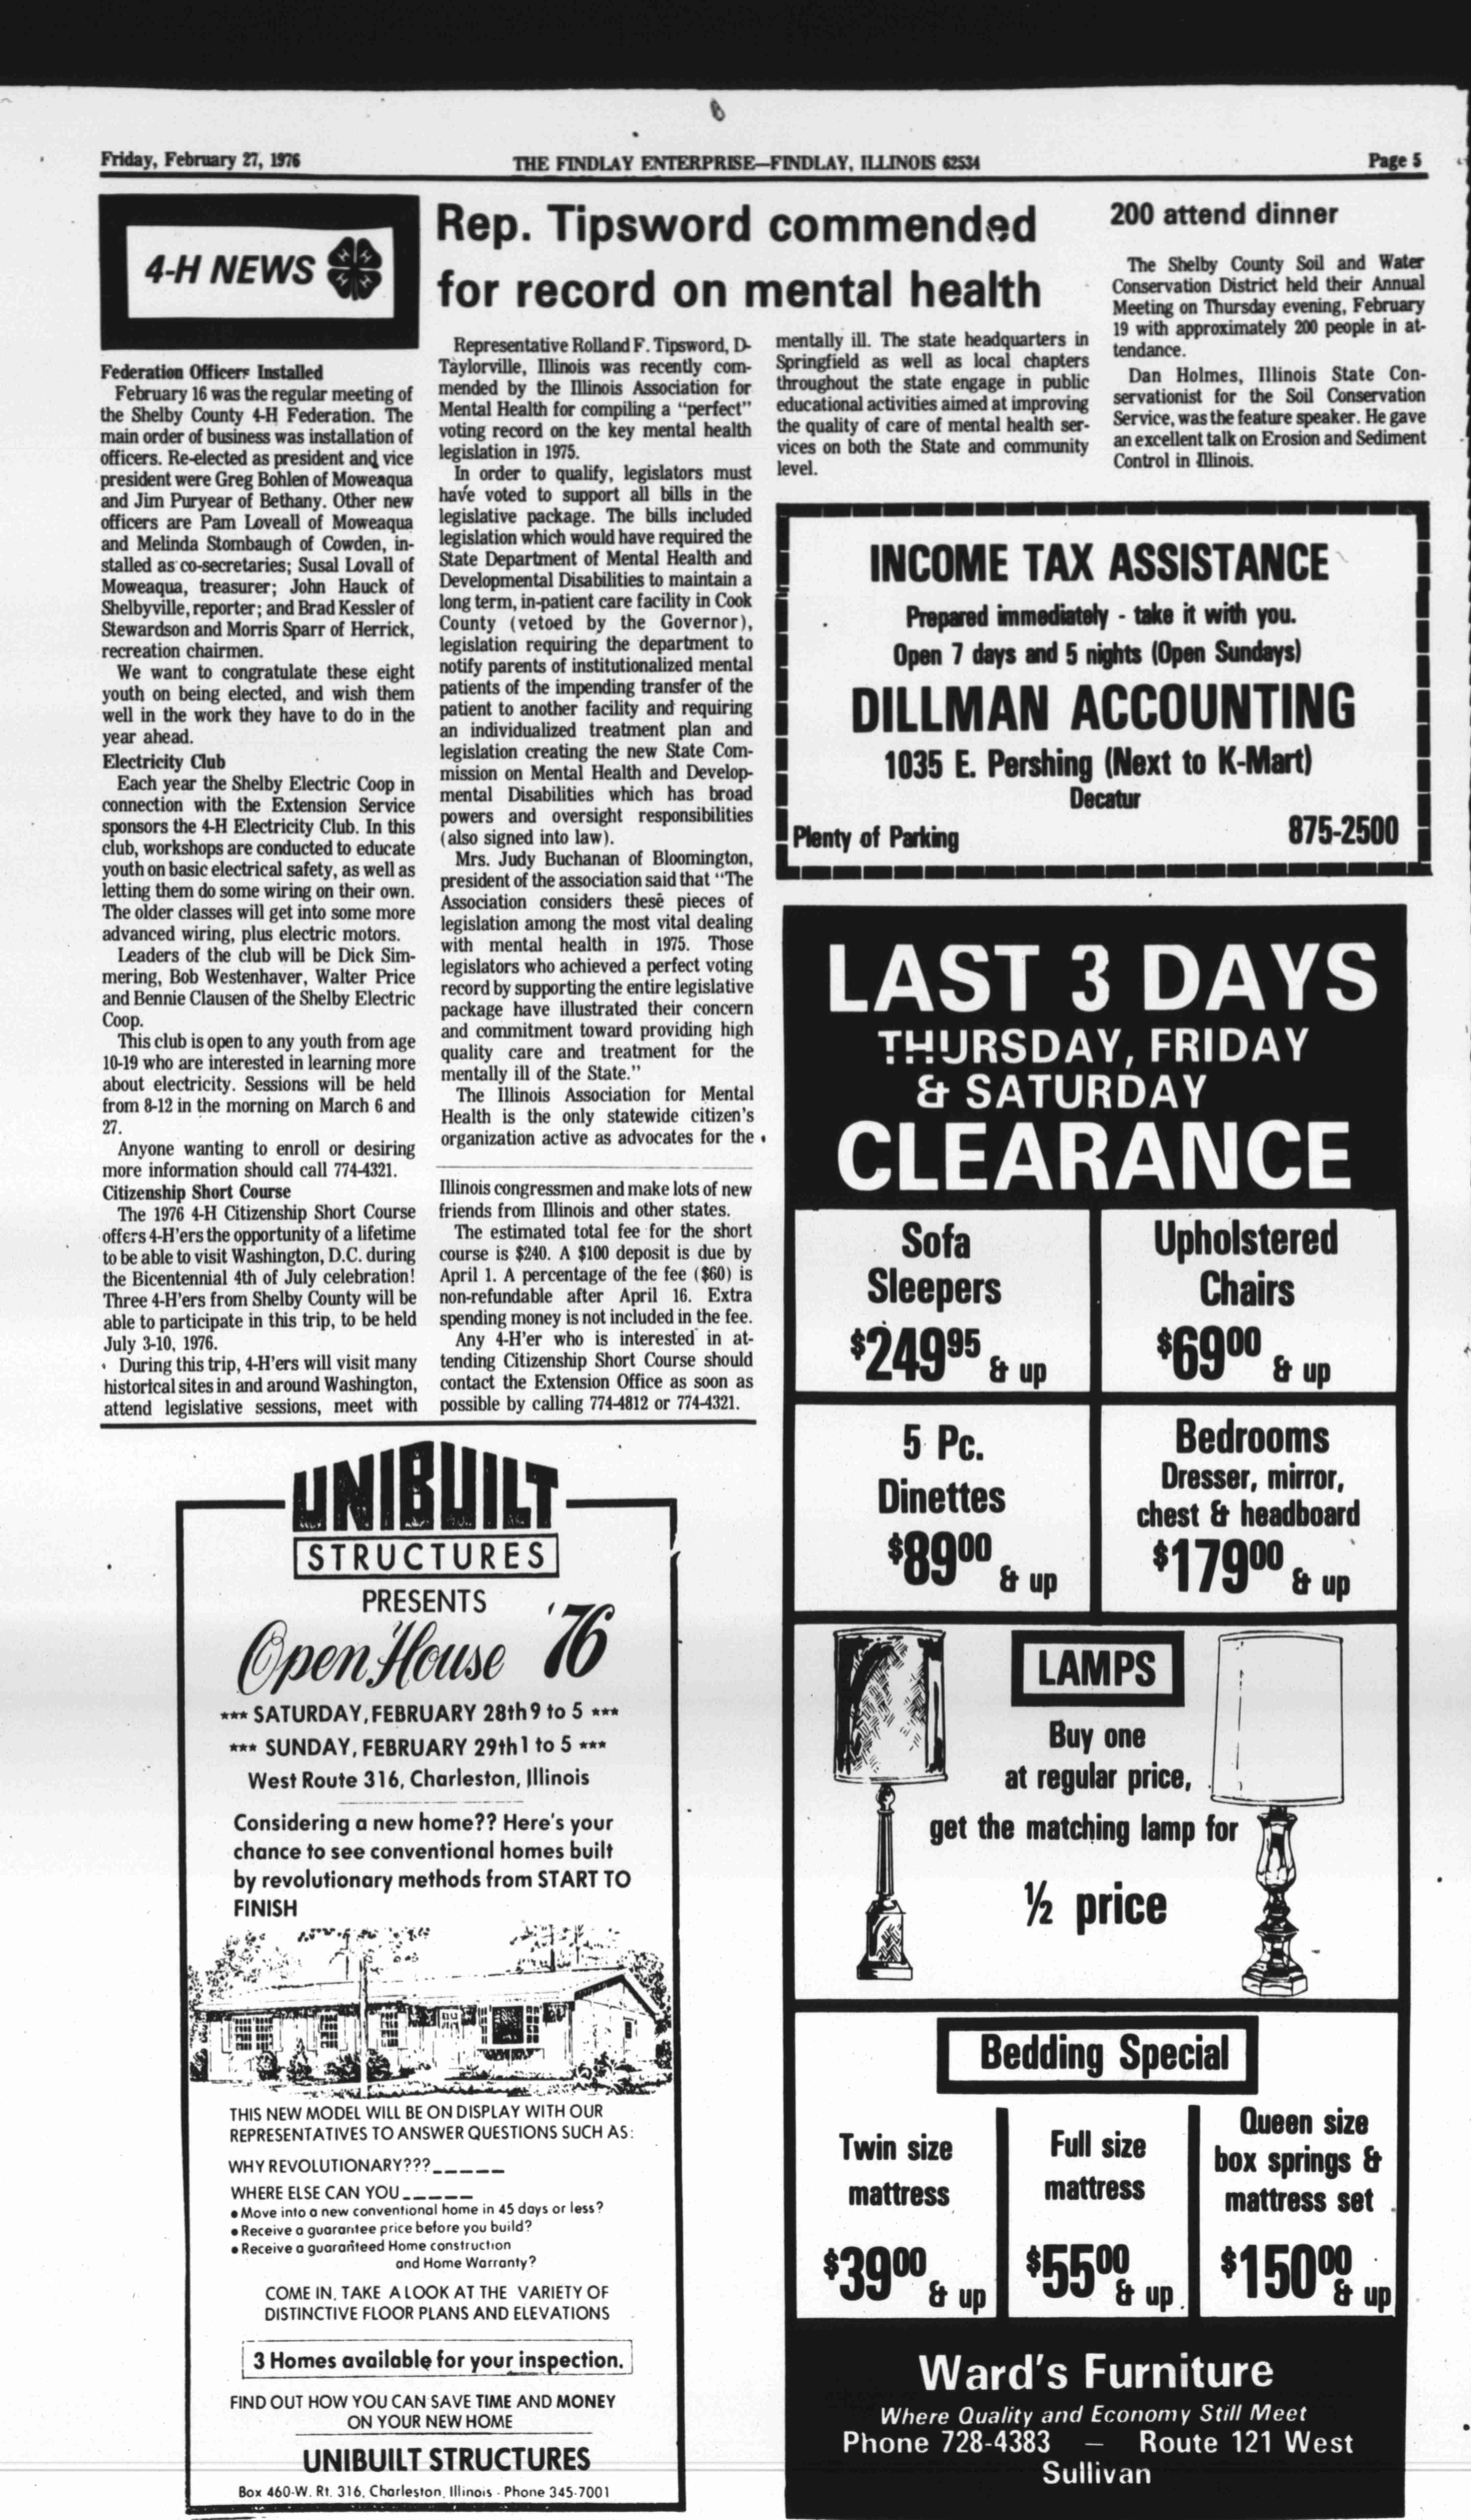 Friday, February 27, 1976
THE FINDLAY ENTERPRISE—FINDLAY, ILLINOIS 62534
Page 5
4-H NEWS
Federation Officers Installed
February 16 was the regular meeting of
the Shelby County 4-H Federation. The
main order of business was installation of
officers. Re-elected as president and vice
president were Greg Bohlen of Moweaqua
and Jim Puryear of Bethany. Other new
officers are Pam Loveall of Moweaqua
and Melinda Stombaugh of Cowden, in-
stalled as co-secretaries; Susal Lovall of
Moweaqua, treasurer; John Hauck of
Shelbyville, reporter; and Brad Kessler of
Stewardson and Morris Sparr of Herrick,
recreation chairmen.
We want to congratulate these eight
youth on being elected, and wish them
well in the work they have to do in the
year ahead.
Electricity Club
Each year the Shelby Electric Coop in
connection with the Extension Service
sponsors the 4-H Electricity Club. In this
club, workshops are conducted to educate
youth on basic electrical safety, as well as
letting them do some wiring on their own.
The older classes will get into some more
advanced wiring, plus electric motors.
Leaders of the club will be Dick Sim-
mering, Bob Westenhaver, Walter Price
and Bennie Clausen of the Shelby Electric
Coop.
This club is open to any youth from age
10-19 who are interested in learning more
about electricity. Sessions will be held
from 8-12 in the morning on March 6 and
27.
Anyone wanting to enroll or desiring
more information should call 774-4321.
Citizenship Short Course
The 1976 4-H Citizenship Short Course
offers 4-H'ers the opportunity of a lifetime
to be able to visit Washington, D.C. during
the Bicentennial 4th of July celebration!
Three 4-H'ers from Shelby County will be
able to participate in this trip, to be held
July 3-10, 1976.
During this trip, 4-H'ers will visit many
historical sites in and around Washington,
attend legislative sessions, meet with
Illinois congressmen and make lots of new
friends from Illinois and other states.
The estimated total fee for the short
course is $240. A $100 deposit is due by
April 1. A percentage of the fee ($60) is
non-refundable after April 16. Extra
spending money is not included in the fee.
Any 4-H'er who is interested in at-
tending Citizenship Short Course should
contact the Extension Office as soon as
possible by calling 774-4812 or 774-4321.
Rep. Tipsword commended
for record on mental health
Representative Rolland F. Tipsword, D-
Taylorville, Illinois was recently com-
mended by the Illinois Association for
Mental Health for compiling a "perfect"
voting record on the key mental health
legislation in 1975.
In order to qualify, legislators must
have voted to support all bills in the
legislative package. The bills included
legislation which would have required the
State Department of Mental Health and
Developmental Disabilities to maintain a
long term, in-patient care facility in Cook
County (vetoed by the Governor),
legislation requiring the department to
notify parents of institutionalized mental
patients of the impending transfer of the
patient to another facility and requiring
an individualized treatment plan and
legislation creating the new State Com-
mission on Mental Health and Develop-
mental Disabilities which has broad
powers and oversight responsibilities
(also signed into law).
Mrs. Judy Buchanan of Bloomington,
president of the association said that "The
Association considers these pieces of
legislation among the most vital dealing
with mental health in 1975. Those
legislators who achieved a perfect voting
record by supporting the entire legislative
package have illustrated their concern
and commitment toward providing high
quality care and treatment for the
mentally ill of the State."
The Illinois Association for Mental
Health is the only statewide citizen's
organization active as advocates for the
mentally ill. The state headquarters in
Springfield as well as local chapters
throughout the state engage in public
educational activities aimed at improving
the quality of care of mental health ser-
vices on both the State and community
level.
200 attend dinner
The Shelby County Soil and Water
Conservation District held their Annual
Meeting on Thursday evening, February
19 with approximately 200 people in at-
tendance.
Dan Holmes, Illinois State Con-
servationist for the Soil Conservation
Service, was the feature speaker. He gave
an excellent talk on Erosion and Sediment
Control in Illinois.
INCOME TAX ASSISTANCE
Prepared immediately - take it with you.
Open 7 days and 5 nights (Open Sundays)
DILLMAN ACCOUNTING
1035 E. Pershing (Next to K-Mart)
Decatur
Plenty of Parking
875-2500
LAST 3 DAYS
THURSDAY, FRIDAY
& SATURDAY
CLEARANCE
Sofa
Sleepers
$249⁹⁵ & up
Upholstered
Chairs
$69⁰⁰ & up
5 Pc.
Dinettes
$89⁰⁰ & up
Bedrooms
Dresser, mirror,
chest & headboard
$179⁰⁰ & up
LAMPS
Buy one
at regular price,
get the matching lamp for
½ price
Bedding Special
Twin size
mattress
$39⁰⁰ & up
Full size
mattress
$55⁰⁰ & up
Queen size
box springs &
mattress set
$150⁰⁰ & up
Ward's Furniture
Where Quality and Economy Still Meet
Phone 728-4383 — Route 121 West
Sullivan
UNIBUILT
STRUCTURES
PRESENTS
Open House '76
*** SATURDAY, FEBRUARY 28th 9 to 5 ***
*** SUNDAY, FEBRUARY 29th 1 to 5 ***
West Route 316, Charleston, Illinois
Considering a new home?? Here's your
chance to see conventional homes built
by revolutionary methods from START TO
FINISH
THIS NEW MODEL WILL BE ON DISPLAY WITH OUR
REPRESENTATIVES TO ANSWER QUESTIONS SUCH AS:
WHY REVOLUTIONARY???_____
WHERE ELSE CAN YOU_____
• Move into a new conventional home in 45 days or less?
• Receive a guarantee price before you build?
• Receive a guaranteed Home construction
and Home Warranty?
COME IN, TAKE A LOOK AT THE VARIETY OF
DISTINCTIVE FLOOR PLANS AND ELEVATIONS
3 Homes available for your inspection.
FIND OUT HOW YOU CAN SAVE TIME AND MONEY
ON YOUR NEW HOME
UNIBUILT STRUCTURES
Box 460-W. Rt. 316, Charleston, Illinois - Phone 345-7001